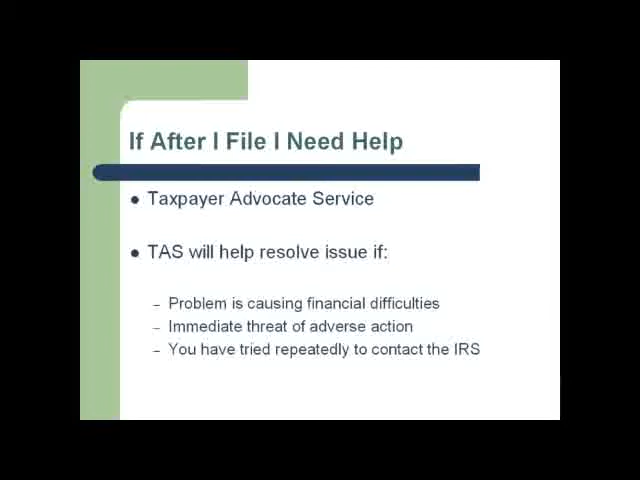 If After I File I Need Help
● Taxpayer Advocate Service
● TAS will help resolve issue if:
– Problem is causing financial difficulties
– Immediate threat of adverse action
– You have tried repeatedly to contact the IRS